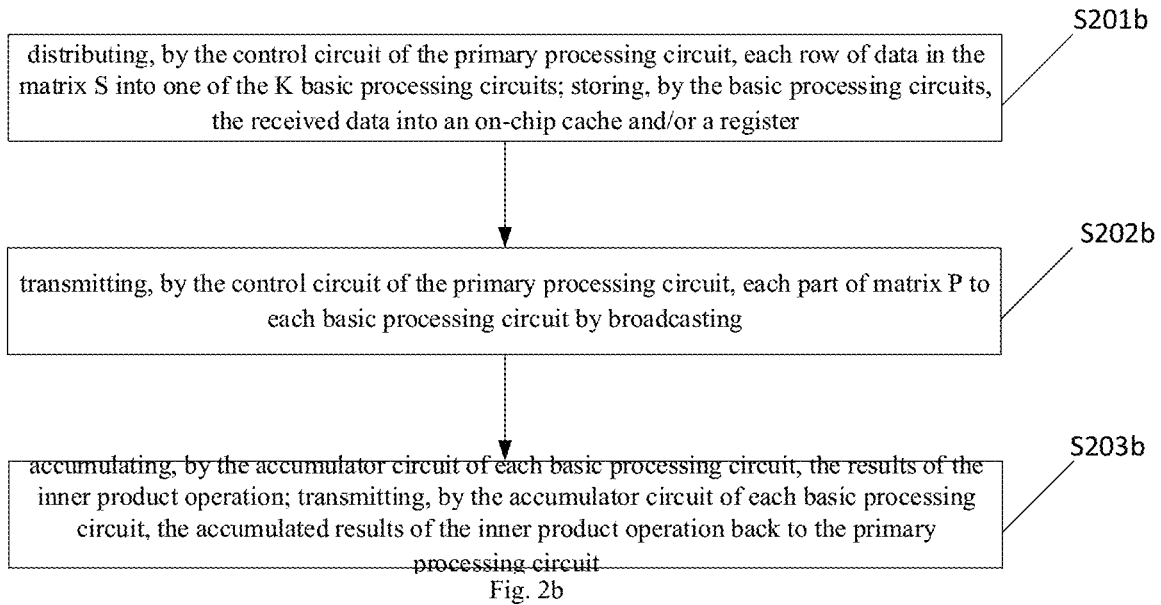 S201b
distributing, by the control circuit of the primary processing circuit, each row of data in the
matrix S into one of the K basic processing circuits; storing, by the basic processing circuits,
the received data into an on-chip cache and/or a register
S202b
transmitting, by the control circuit of the primary processing circuit, each part of matrix P to
each basic processing circuit by broadcasting
S203b
accumulating, by the accumulator circuit of each basic processing circuit, the results of the
inner product operation; transmitting, by the accumulator circuit of each basic processing
circuit, the accumulated results of the inner product operation back to the primary
processing circuit
Fig. 2b